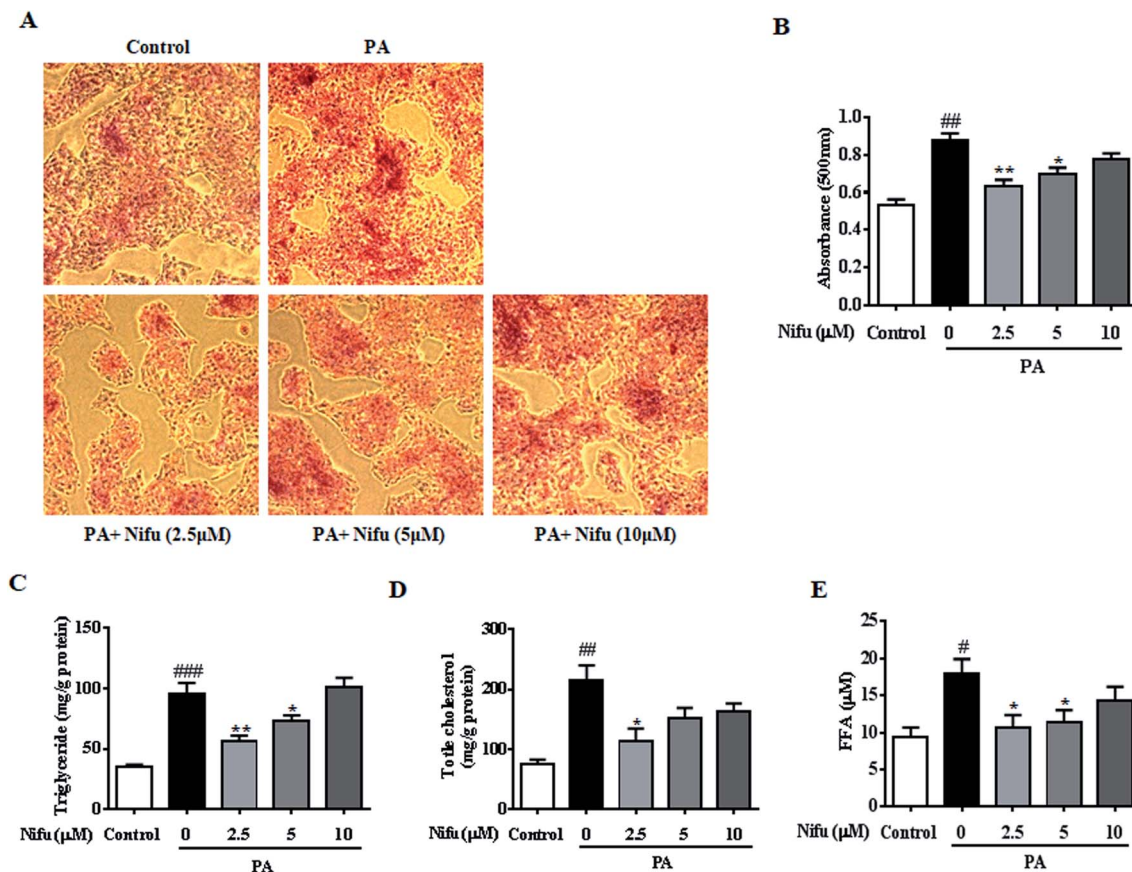 A
Control PA
PA+ Nifu (2.5μM) PA+ Nifu (5μM) PA+ Nifu (10μM)
B
Absorbance (500nm)
1.0
0.8
0.6
0.4
0.2
0.0
## ** *
Nifu (μM) Control 0 2.5 5 10
PA
C
Triglyceride (mg/g protein)
150
100
50
0
### ** *
Nifu (μM) Control 0 2.5 5 10
PA
D
Totle cholesterol
(mg/g protein)
300
200
100
0
## *
Nifu (μM) Control 0 2.5 5 10
PA
E
FFA (μM)
25
20
15
10
5
0
# * *
Nifu (μM) Control 0 2.5 5 10
PA